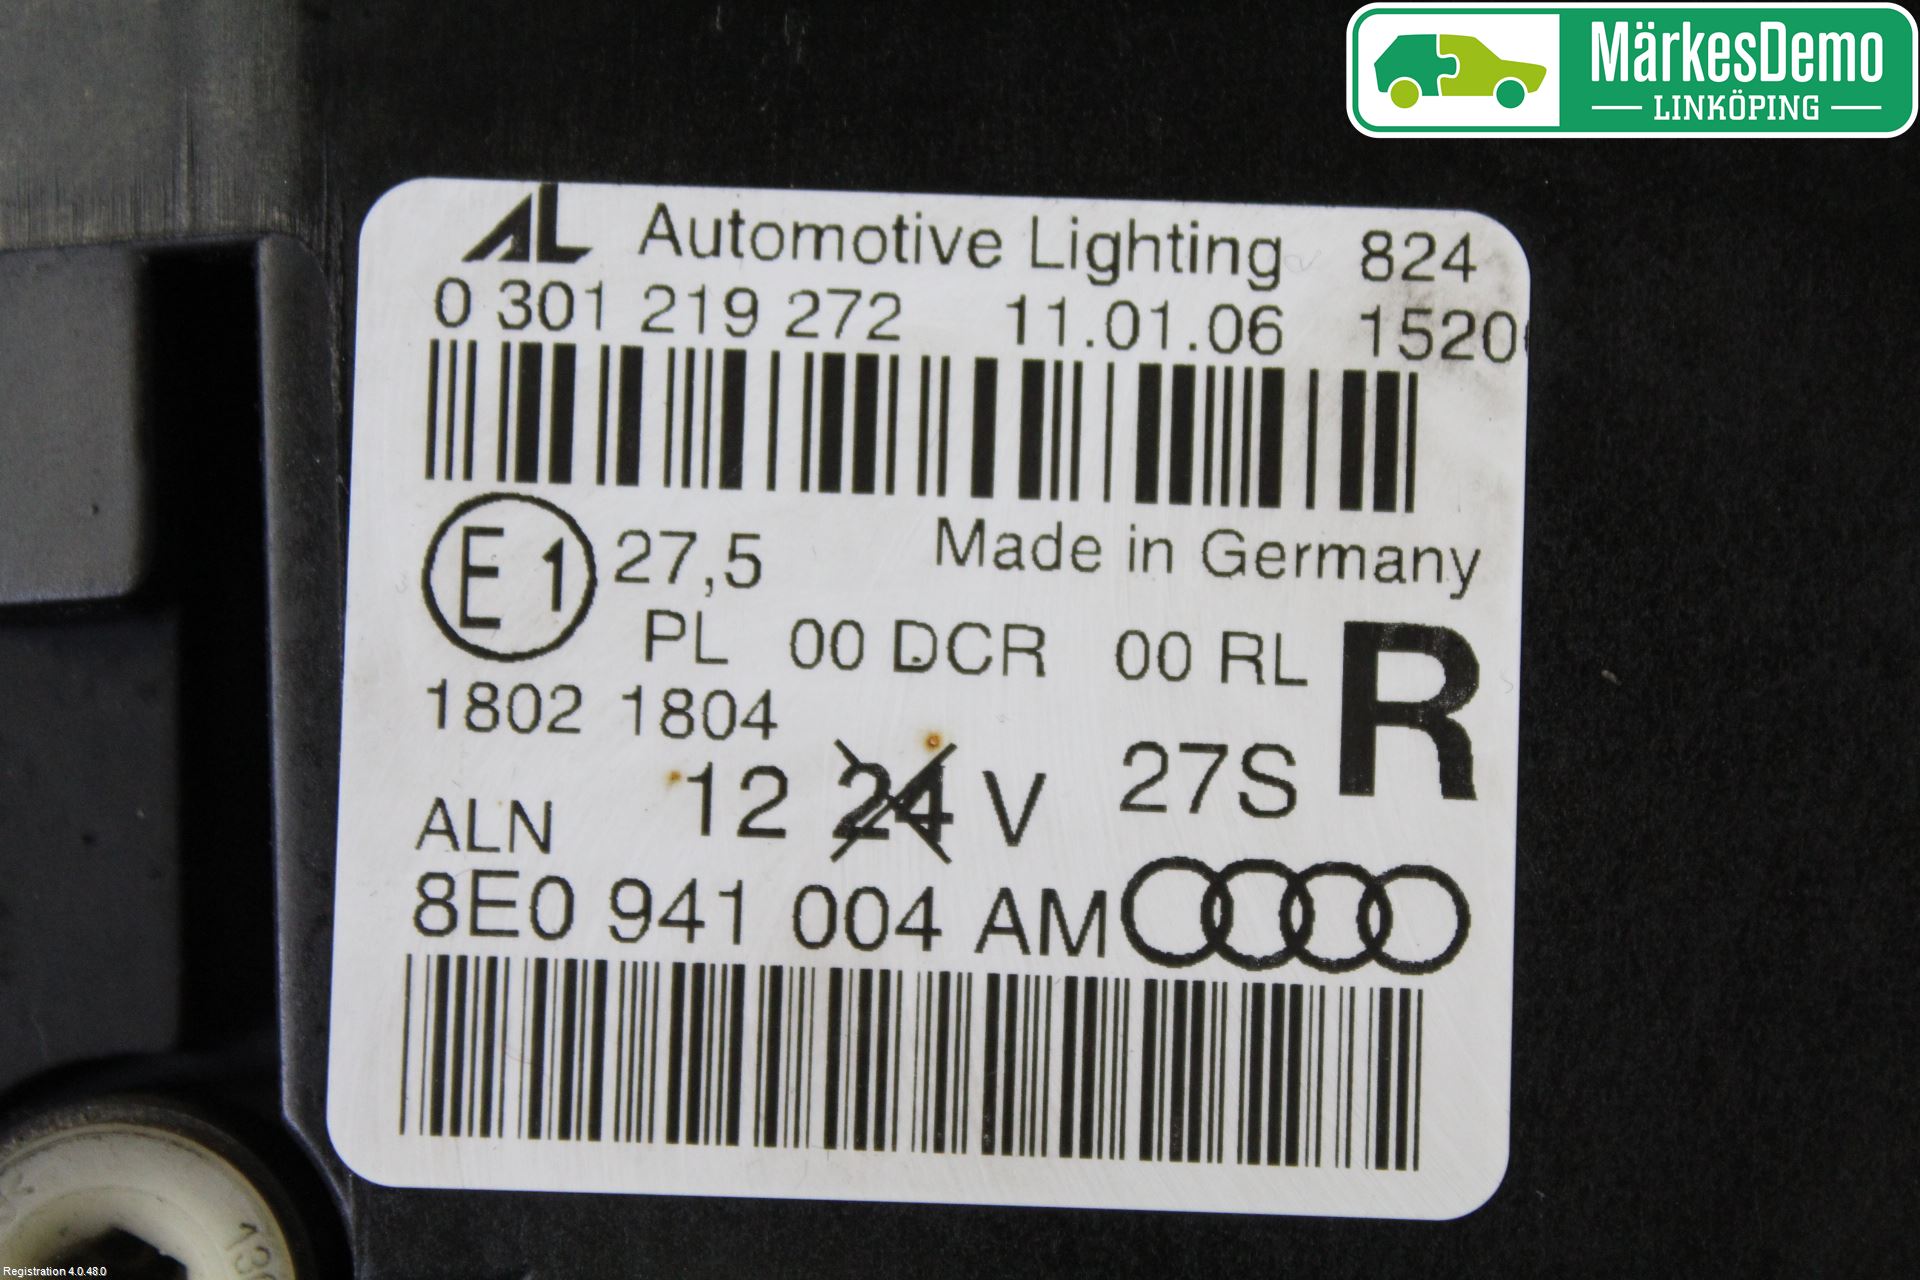 MärkesDemo
LINKÖPING
AL Automotive Lighting 824
0 301 219 272 11.01.06 1520
E1 27,5 Made in Germany
PL 00 DCR 00 RL R
1802 1804
12 24 V 27S
ALN
8E0 941 004 AM
Registration 4.0.48.0